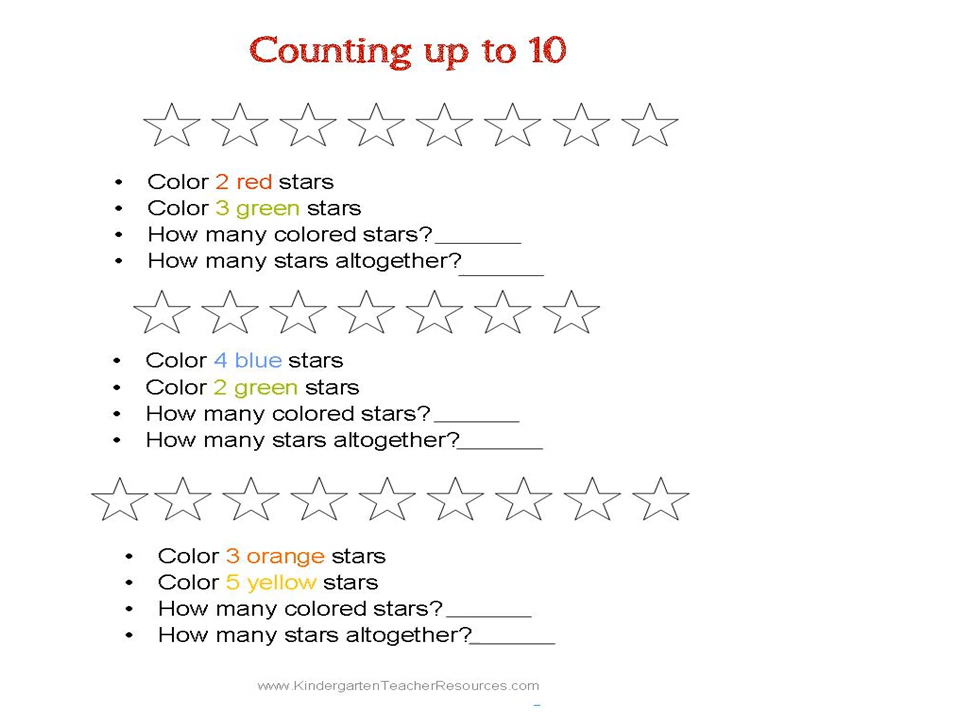 Counting up to 10
• Color 2 red stars
• Color 3 green stars
• How many colored stars?_______
• How many stars altogether?_______
• Color 4 blue stars
• Color 2 green stars
• How many colored stars?_______
• How many stars altogether?_______
• Color 3 orange stars
• Color 5 yellow stars
• How many colored stars?_______
• How many stars altogether?_______
www.KindergartenTeacherResources.com